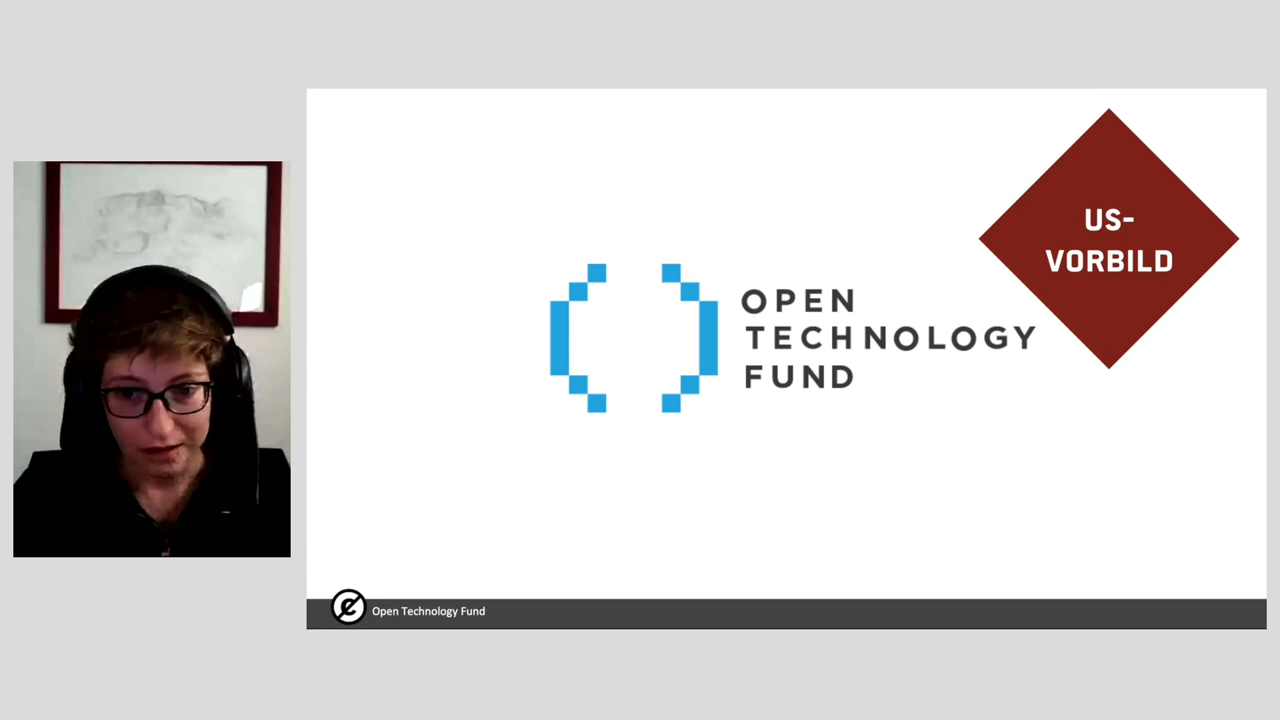 US-
VORBILD
OPEN
TECHNOLOGY
FUND
Open Technology Fund